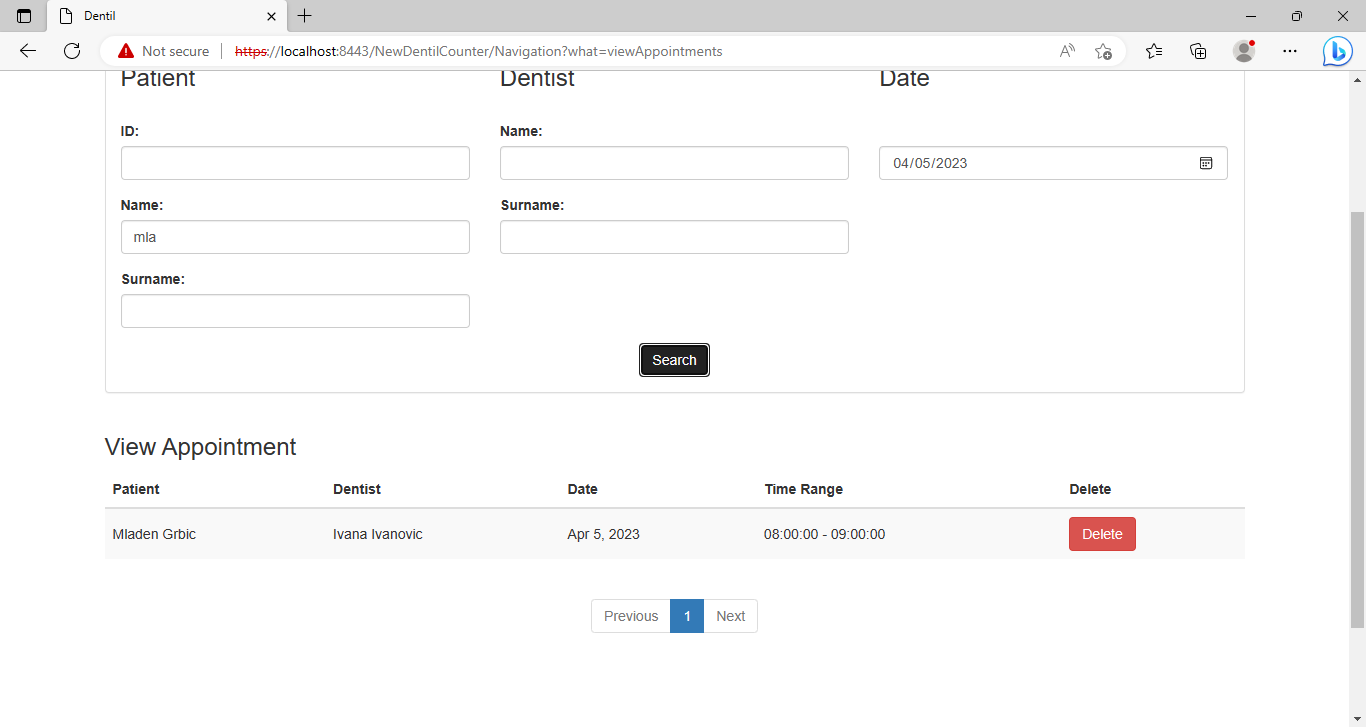 Dentil
Not secure https://localhost:8443/NewDentilCounter/Navigation?what=viewAppointments
Patient Dentist Date
ID: Name:
04/05/2023
Name: Surname:
mla
Surname:
Search
View Appointment
Patient Dentist Date Time Range Delete
Mladen Grbic Ivana Ivanovic Apr 5, 2023 08:00:00 - 09:00:00 Delete
Previous 1 Next